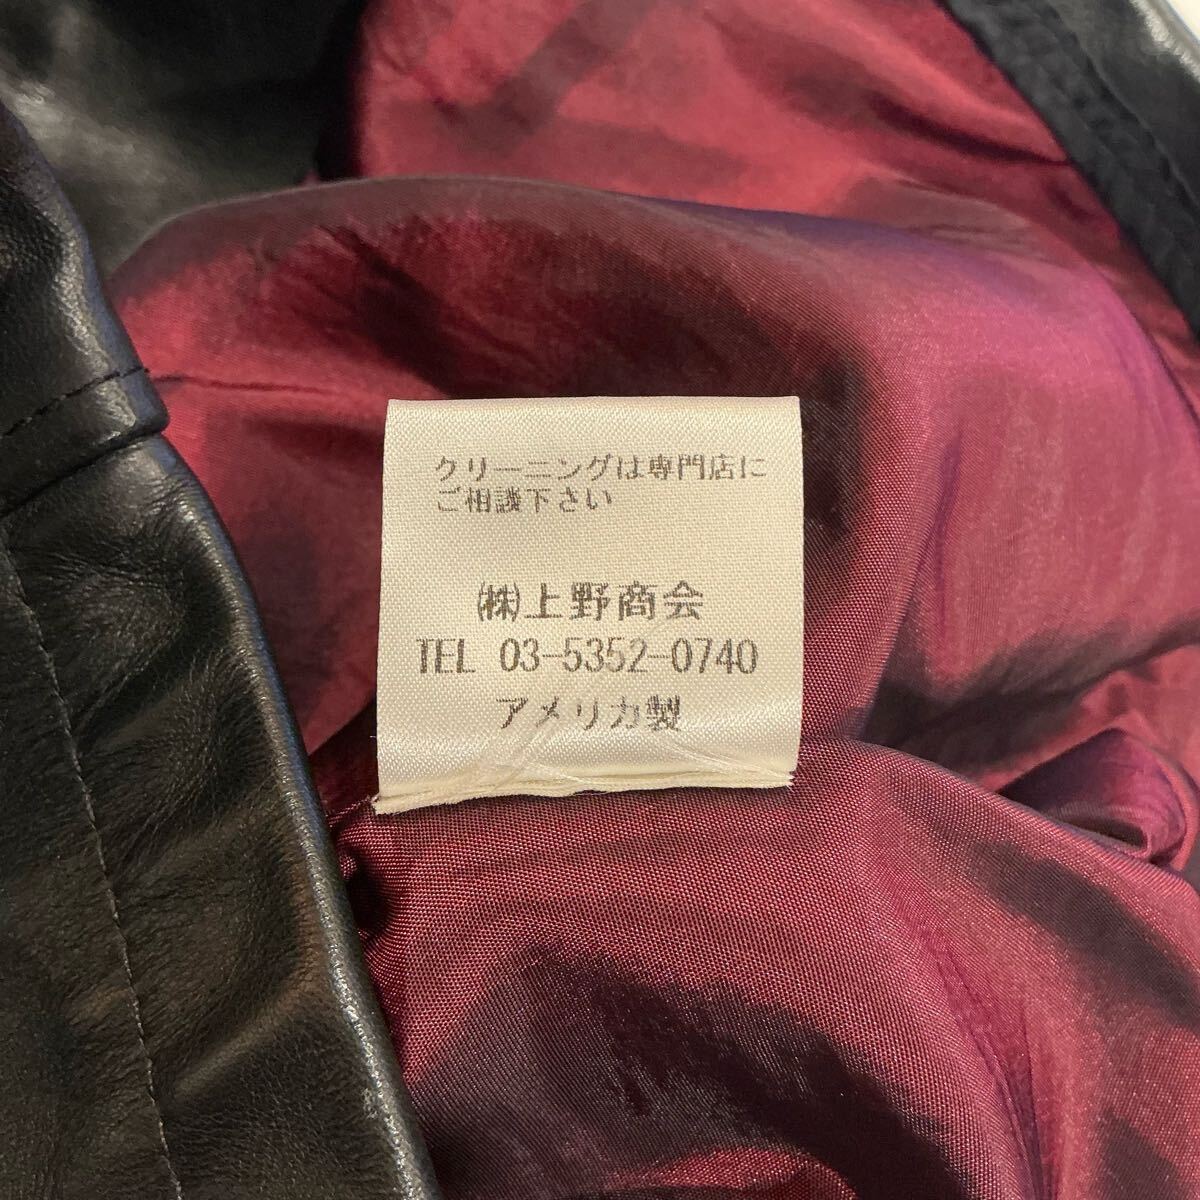 クリーニングは専門店に
ご相談下さい
㈱上野商会
TEL 03-5352-0740
アメリカ製